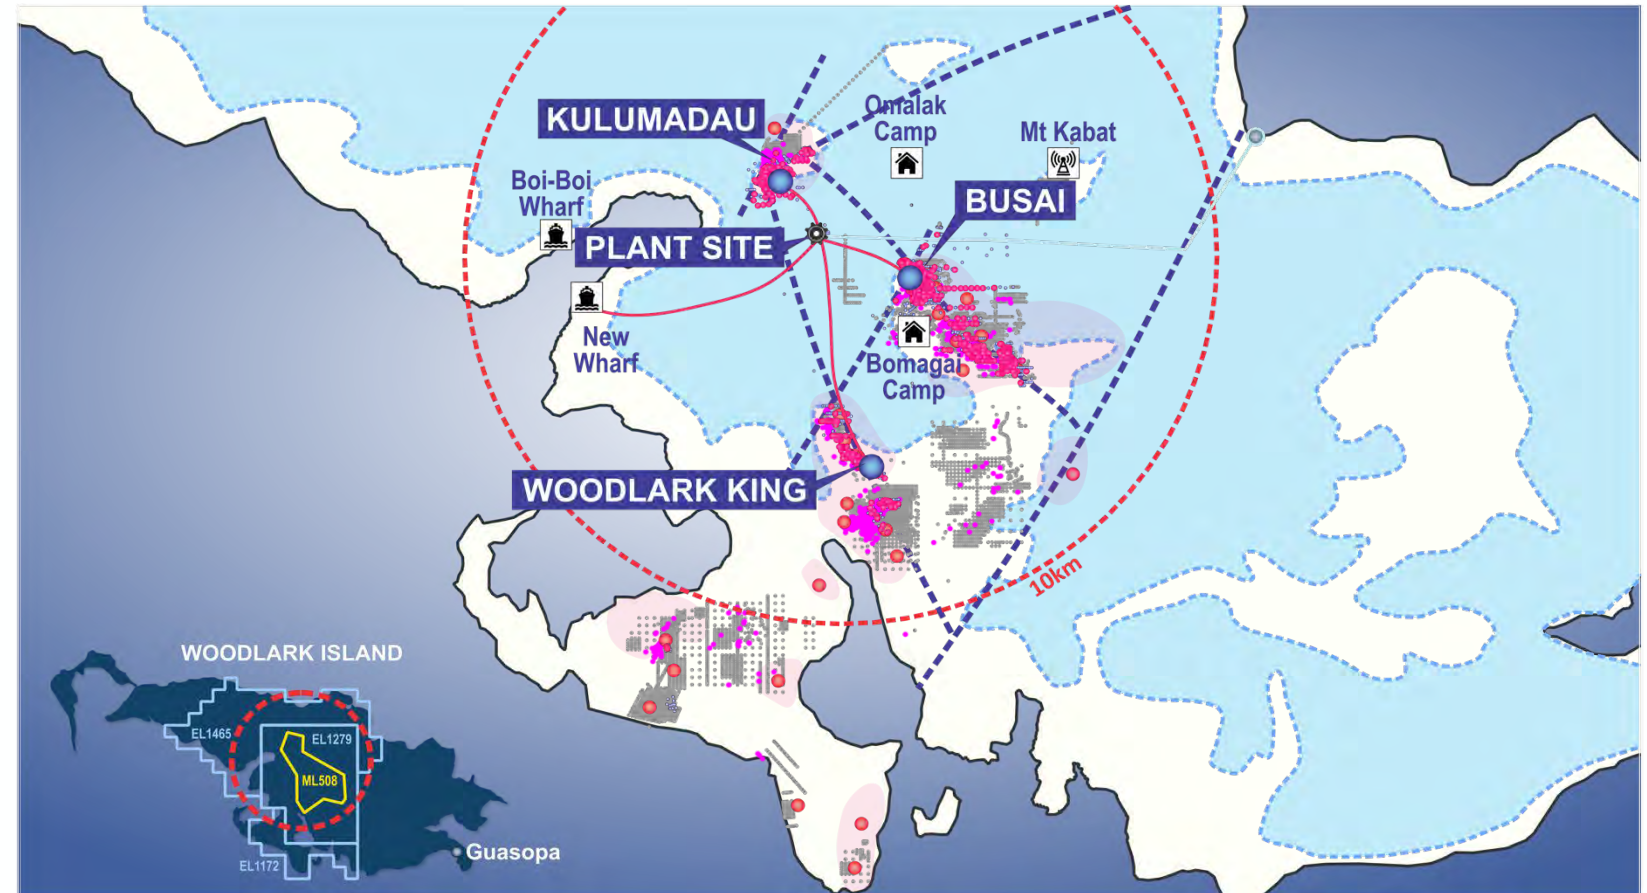 KULUMADAU
Omalak
Camp
Mt Kabat
Boi-Boi
Wharf
BUSAI
PLANT SITE
New
Wharf
Bomagai
Camp
WOODLARK KING
10km
WOODLARK ISLAND
EL1465
EL1279
ML508
Guasopa
EL1172